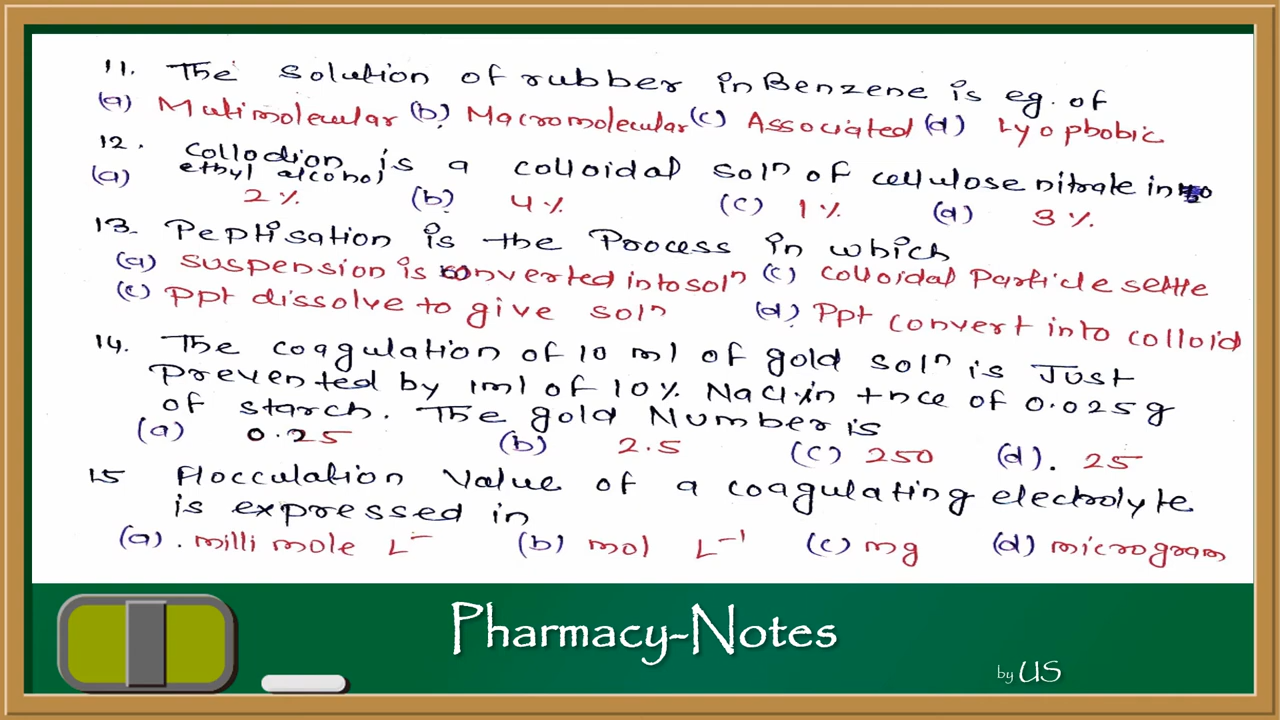 11. The solution of rubber in Benzene is eg. of
(a) Multimolecular (b) Macromolecular (c) Associated (d) Lyophobic
12. Collodion is a colloidal solⁿ of cellulose nitrate in
ethyl alcohol
(a) 2% (b) 4% (c) 1% (d) 3%
13. Peptisation is the Process in which
(a) suspension is converted into solⁿ (c) colloidal Particle settle
(c) ppt dissolve to give solⁿ (d) Ppt convert into colloid
14. The coagulation of 10 ml of gold solⁿ is Just
prevented by 1ml of 10% NaCl in tnce of 0.025g
of starch. The gold Number is
(a) 0.25 (b) 2.5 (c) 250 (d). 25
15 Flocculation value of a coagulating electrolyte
is expressed in
(a). milli mole L⁻ (b) mol L⁻¹ (c) mg (d) microgram
Pharmacy-Notes
by US